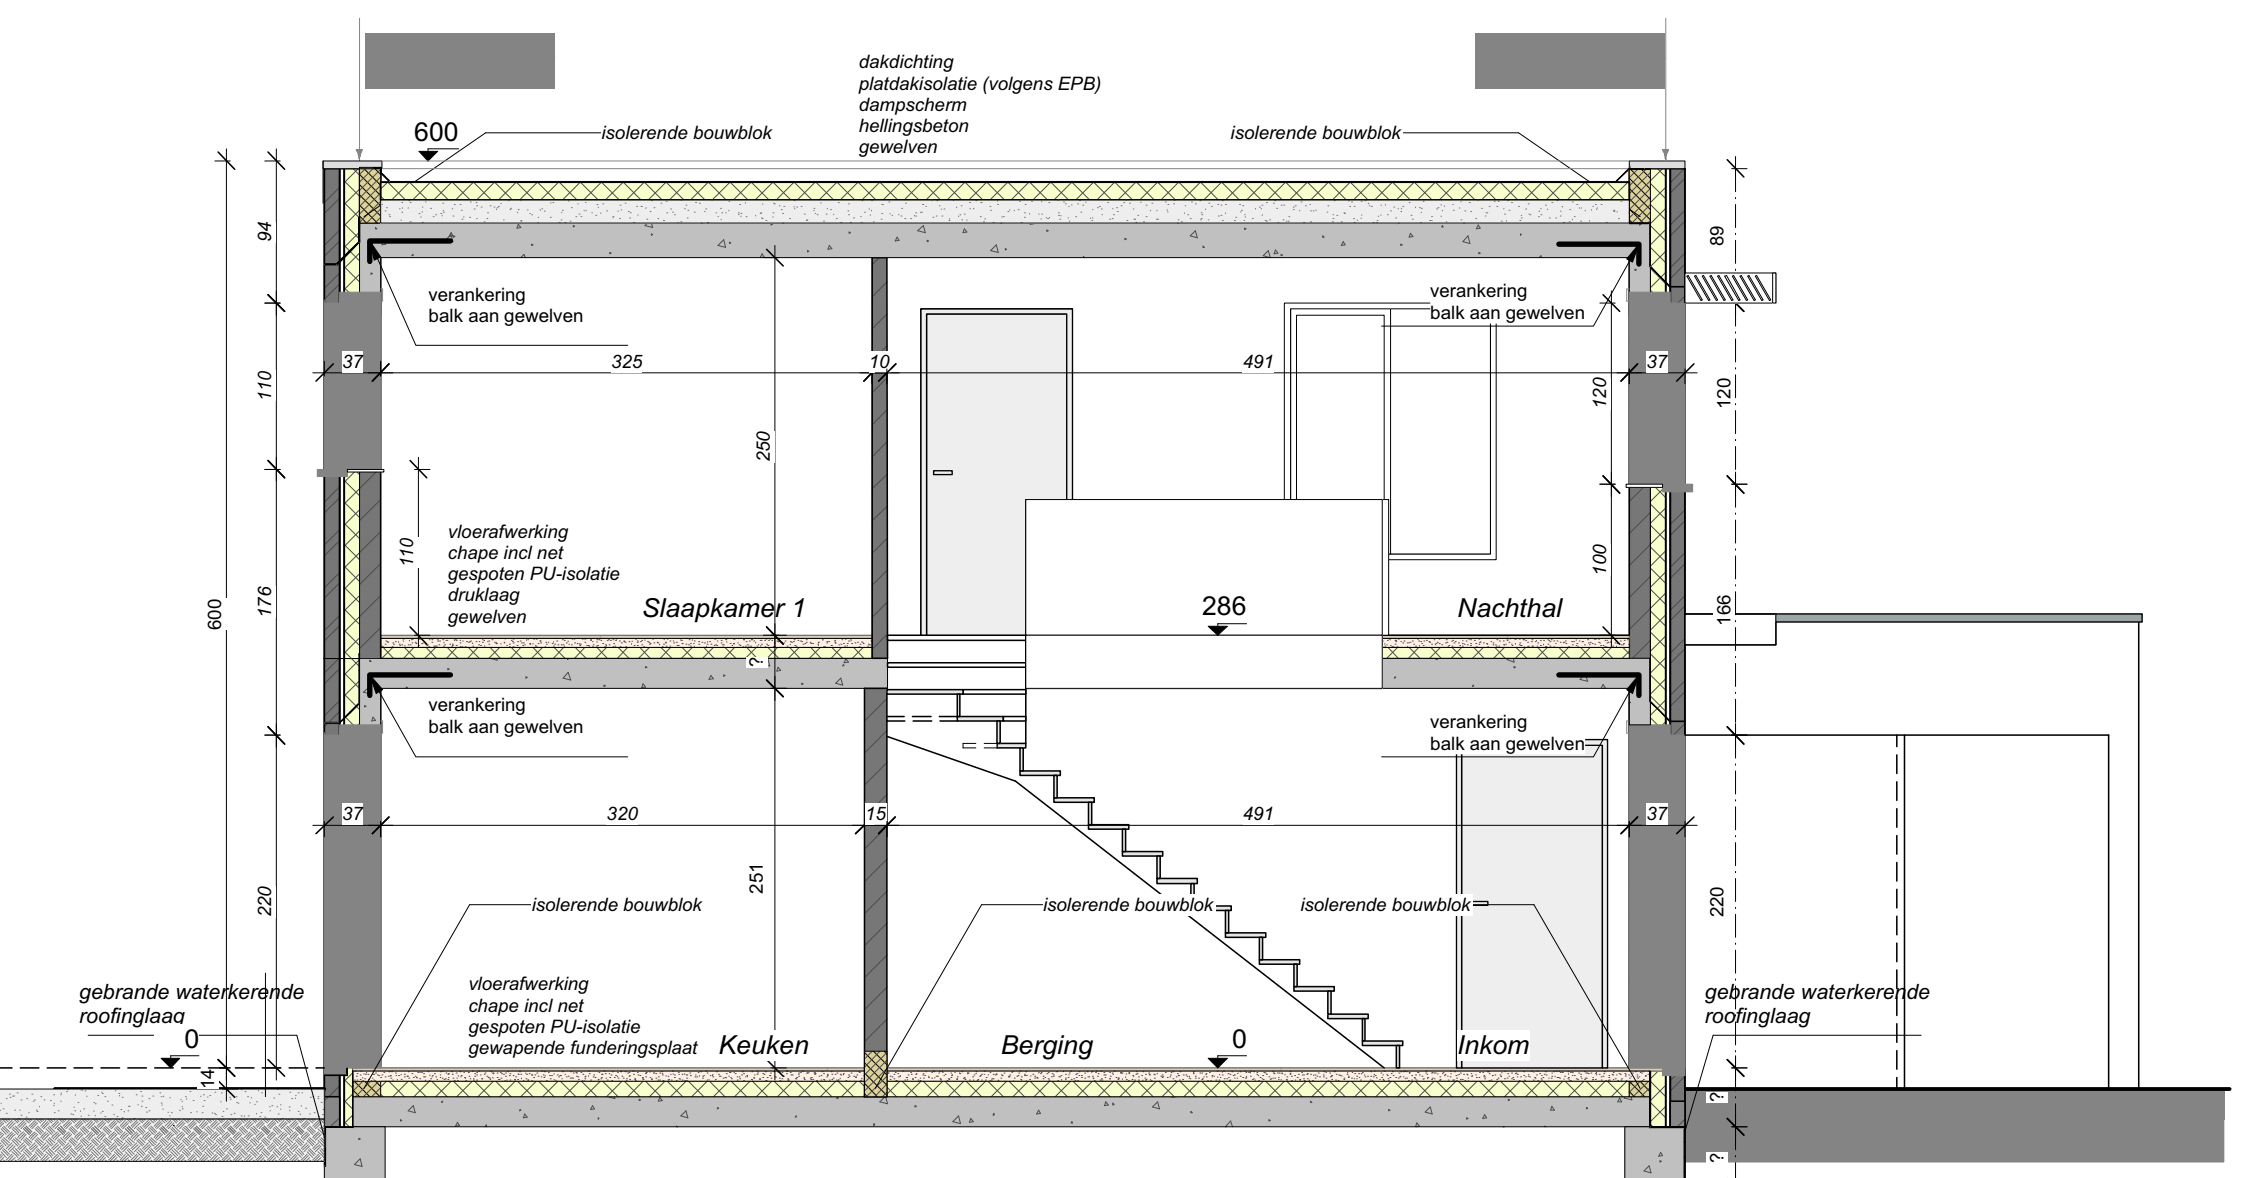 dakdichting
platdakisolatie (volgens EPB)
dampscherm
hellingsbeton
gewelven
600
isolerende bouwblok
isolerende bouwblok
94
89
verankering
balk aan gewelven
verankering
balk aan gewelven
37
325
10
491
37
110
120
120
250
vloerafwerking
chape incl net
gespoten PU-isolatie
druklaag
gewelven
110
100
176
600
166
Slaapkamer 1
286
Nachthal
?
verankering
balk aan gewelven
verankering
balk aan gewelven
37
320
15
491
37
251
220
220
isolerende bouwblok
isolerende bouwblok
isolerende bouwblok
gebrande waterkerende
roofinglaag
vloerafwerking
chape incl net
gespoten PU-isolatie
gewapende funderingsplaat
gebrande waterkerende
roofinglaag
0
Keuken
Berging
0
Inkom
14
?
?